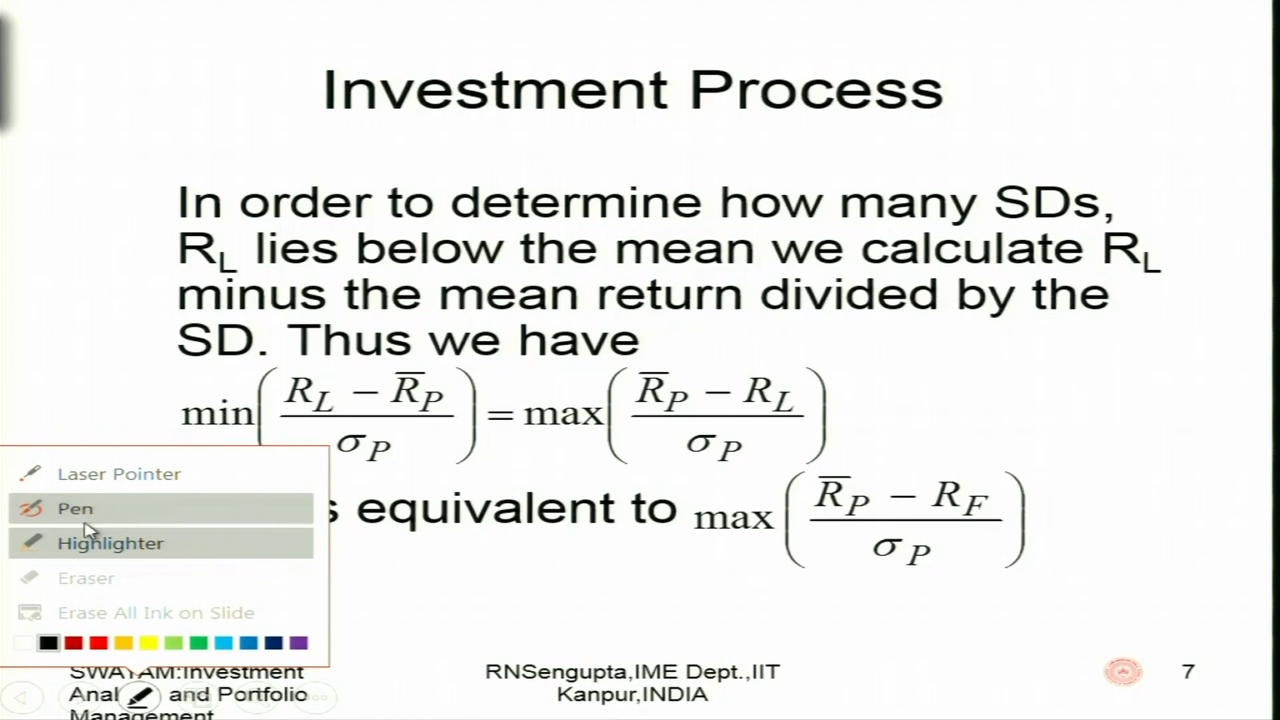 Investment Process
In order to determine how many SDs,
R_L lies below the mean we calculate R_L
minus the mean return divided by the
SD. Thus we have
min((R_L − R̅_P)/σ_P) = max((R̅_P − R_L)/σ_P)
s equivalent to max((R̅_P − R_F)/σ_P)
Laser Pointer
Pen
Highlighter
Eraser
Erase All Ink on Slide
SWAYAM:Investment
Anal and Portfolio
Management
RNSengupta,IME Dept.,IIT
Kanpur,INDIA
7